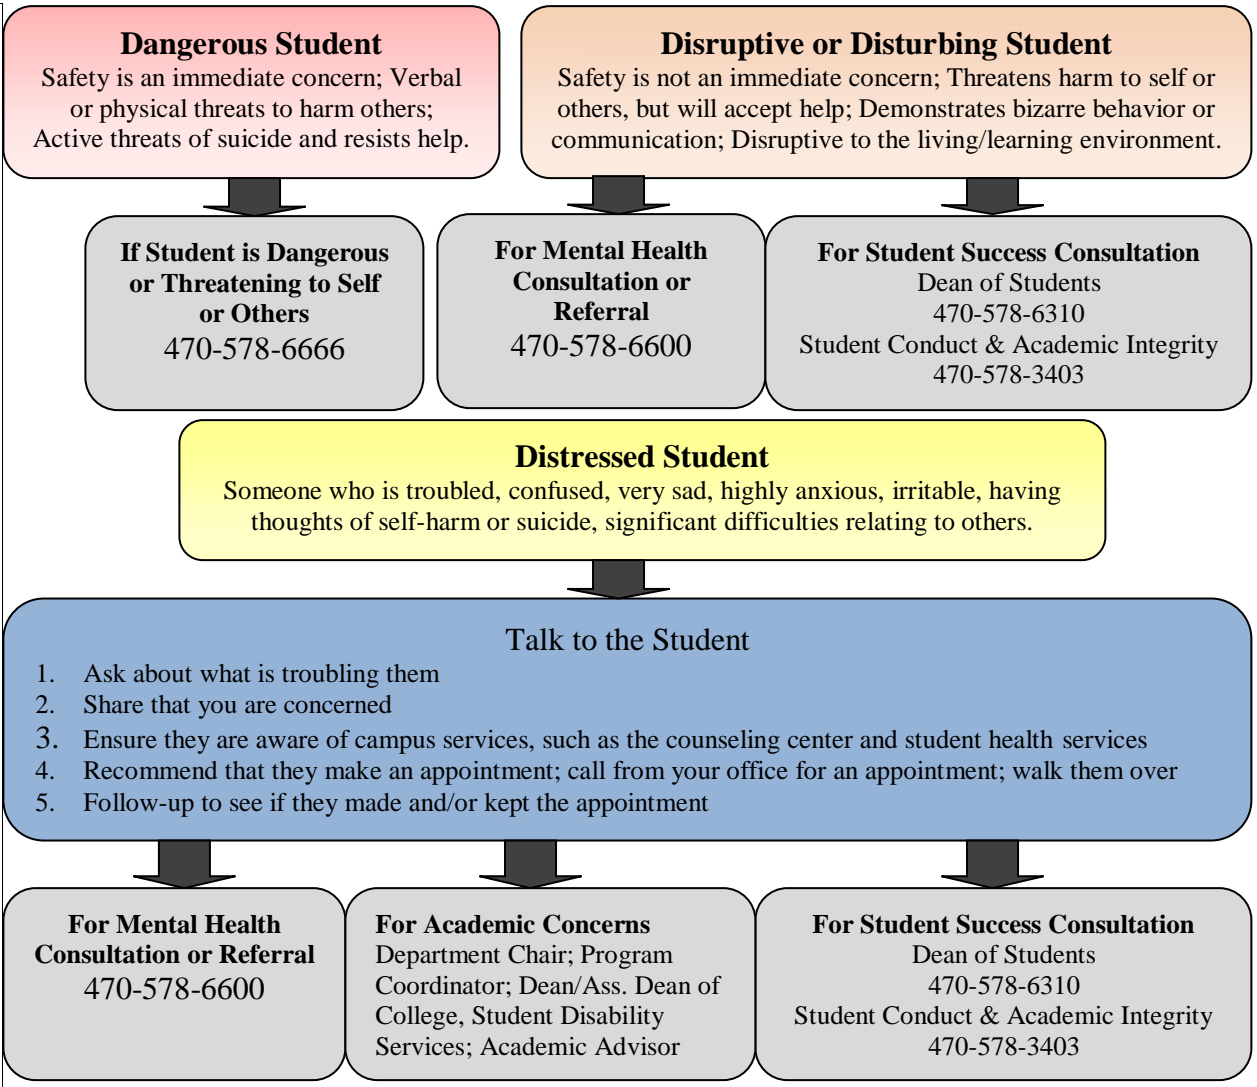 Dangerous Student
Safety is an immediate concern; Verbal
or physical threats to harm others;
Active threats of suicide and resists help.
Disruptive or Disturbing Student
Safety is not an immediate concern; Threatens harm to self or
others, but will accept help; Demonstrates bizarre behavior or
communication; Disruptive to the living/learning environment.
If Student is Dangerous
or Threatening to Self
or Others
470-578-6666
For Mental Health
Consultation or
Referral
470-578-6600
For Student Success Consultation
Dean of Students
470-578-6310
Student Conduct & Academic Integrity
470-578-3403
Distressed Student
Someone who is troubled, confused, very sad, highly anxious, irritable, having
thoughts of self-harm or suicide, significant difficulties relating to others.
Talk to the Student
1. Ask about what is troubling them
2. Share that you are concerned
3. Ensure they are aware of campus services, such as the counseling center and student health services
4. Recommend that they make an appointment; call from your office for an appointment; walk them over
5. Follow-up to see if they made and/or kept the appointment
For Mental Health
Consultation or Referral
470-578-6600
For Academic Concerns
Department Chair; Program
Coordinator; Dean/Ass. Dean of
College, Student Disability
Services; Academic Advisor
For Student Success Consultation
Dean of Students
470-578-6310
Student Conduct & Academic Integrity
470-578-3403